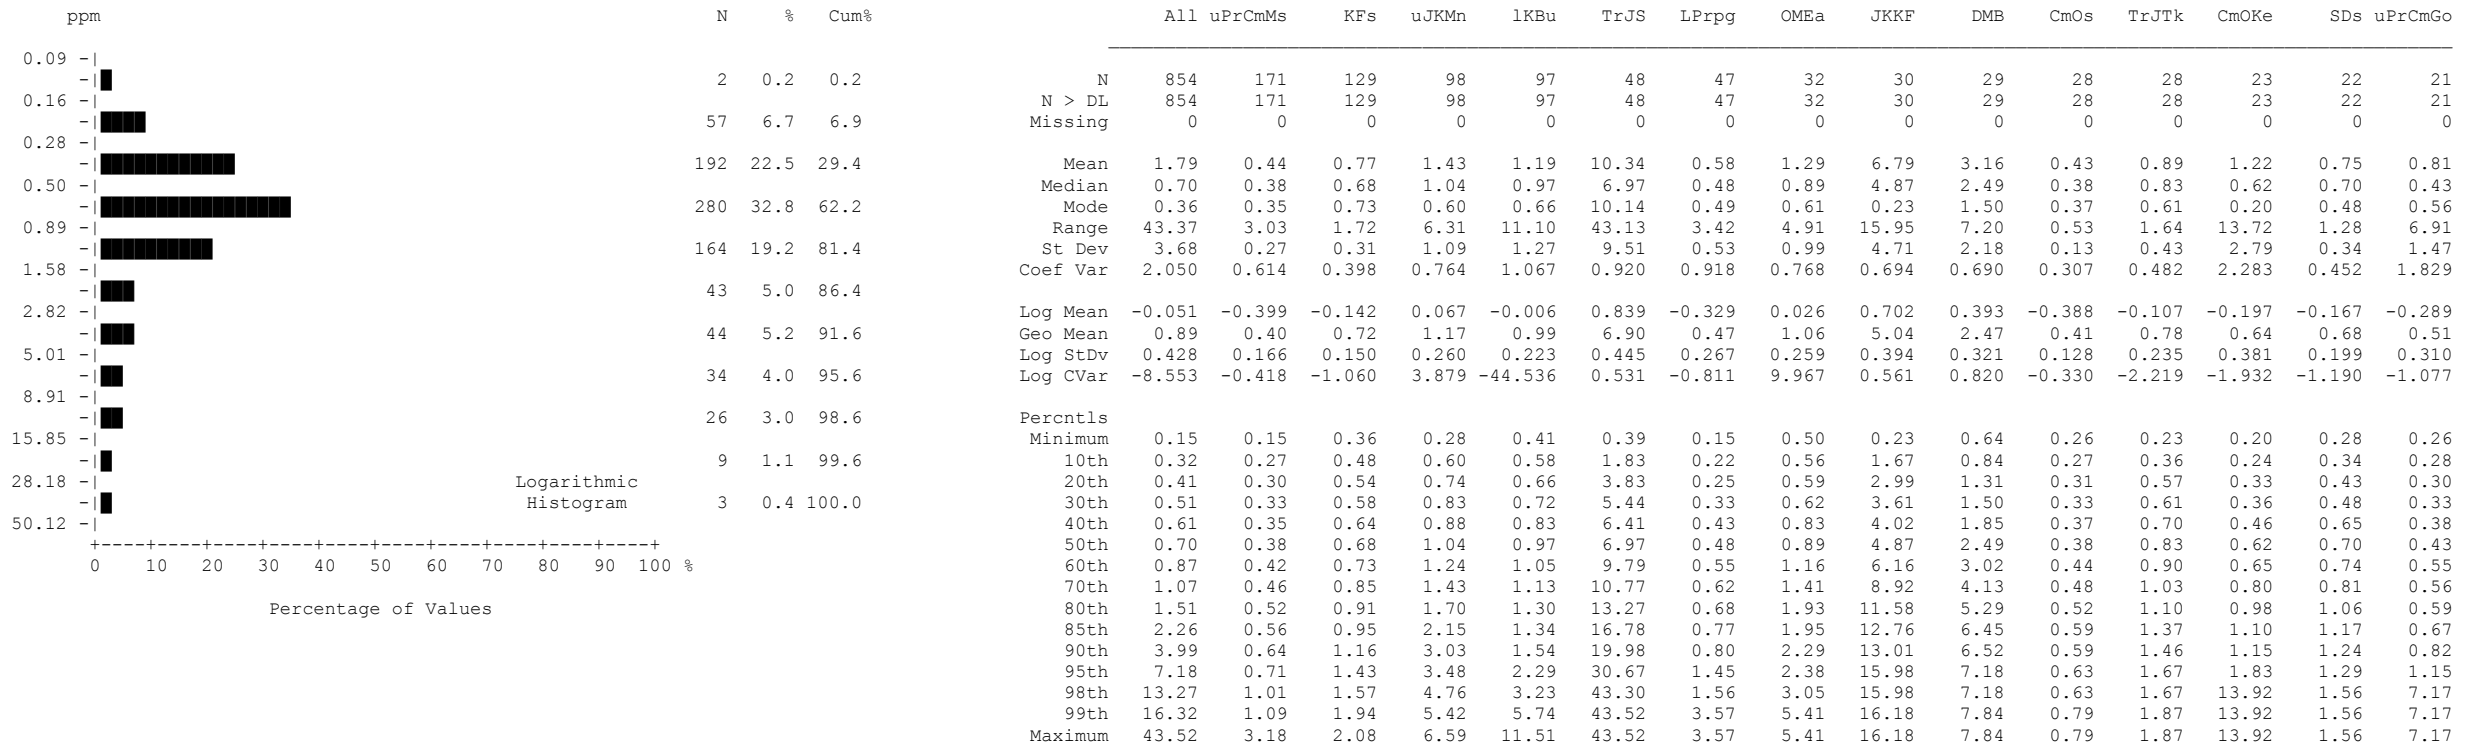 ppm N % Cum% All uPrCmMs KFs uJKMn lKBu TrJS LPrpg OMEa JKKF DMB CmOs TrJTk CmOKe SDs uPrCmGo
0.09 -|
-| 2 0.2 0.2 N 854 171 129 98 97 48 47 32 30 29 28 28 23 22 21
0.16 -| N > DL 854 171 129 98 97 48 47 32 30 29 28 28 23 22 21
-| 57 6.7 6.9 Missing 0 0 0 0 0 0 0 0 0 0 0 0 0 0 0
0.28 -|
-| 192 22.5 29.4 Mean 1.79 0.44 0.77 1.43 1.19 10.34 0.58 1.29 6.79 3.16 0.43 0.89 1.22 0.75 0.81
0.50 -| Median 0.70 0.38 0.68 1.04 0.97 6.97 0.48 0.89 4.87 2.49 0.38 0.83 0.62 0.70 0.43
-| 280 32.8 62.2 Mode 0.36 0.35 0.73 0.60 0.66 10.14 0.49 0.61 0.23 1.50 0.37 0.61 0.20 0.48 0.56
0.89 -| Range 43.37 3.03 1.72 6.31 11.10 43.13 3.42 4.91 15.95 7.20 0.53 1.64 13.72 1.28 6.91
-| 164 19.2 81.4 St Dev 3.68 0.27 0.31 1.09 1.27 9.51 0.53 0.99 4.71 2.18 0.13 0.43 2.79 0.34 1.47
1.58 -| Coef Var 2.050 0.614 0.398 0.764 1.067 0.920 0.918 0.768 0.694 0.690 0.307 0.482 2.283 0.452 1.829
-| 43 5.0 86.4
2.82 -| Log Mean -0.051 -0.399 -0.142 0.067 -0.006 0.839 -0.329 0.026 0.702 0.393 -0.388 -0.107 -0.197 -0.167 -0.289
-| 44 5.2 91.6 Geo Mean 0.89 0.40 0.72 1.17 0.99 6.90 0.47 1.06 5.04 2.47 0.41 0.78 0.64 0.68 0.51
5.01 -| Log StDv 0.428 0.166 0.150 0.260 0.223 0.445 0.267 0.259 0.394 0.321 0.128 0.235 0.381 0.199 0.310
-| 34 4.0 95.6 Log CVar -8.553 -0.418 -1.060 3.879 -44.536 0.531 -0.811 9.967 0.561 0.820 -0.330 -2.219 -1.932 -1.190 -1.077
8.91 -|
-| 26 3.0 98.6 Percntls
15.85 -| Minimum 0.15 0.15 0.36 0.28 0.41 0.39 0.15 0.50 0.23 0.64 0.26 0.23 0.20 0.28 0.26
-| 9 1.1 99.6 10th 0.32 0.27 0.48 0.60 0.58 1.83 0.22 0.56 1.67 0.84 0.27 0.36 0.24 0.34 0.28
28.18 -| Logarithmic 20th 0.41 0.30 0.54 0.74 0.66 3.83 0.25 0.59 2.99 1.31 0.31 0.57 0.33 0.43 0.30
-| Histogram 3 0.4 100.0 30th 0.51 0.33 0.58 0.83 0.72 5.44 0.33 0.62 3.61 1.50 0.33 0.61 0.36 0.48 0.33
50.12 -| 40th 0.61 0.35 0.64 0.88 0.83 6.41 0.43 0.83 4.02 1.85 0.37 0.70 0.46 0.65 0.38
+----+----+----+----+----+----+----+----+----+----+ 50th 0.70 0.38 0.68 1.04 0.97 6.97 0.48 0.89 4.87 2.49 0.38 0.83 0.62 0.70 0.43
0 10 20 30 40 50 60 70 80 90 100 % 60th 0.87 0.42 0.73 1.24 1.05 9.79 0.55 1.16 6.16 3.02 0.44 0.90 0.65 0.74 0.55
70th 1.07 0.46 0.85 1.43 1.13 10.77 0.62 1.41 8.92 4.13 0.48 1.03 0.80 0.81 0.56
Percentage of Values 80th 1.51 0.52 0.91 1.70 1.30 13.27 0.68 1.93 11.58 5.29 0.52 1.10 0.98 1.06 0.59
85th 2.26 0.56 0.95 2.15 1.34 16.78 0.77 1.95 12.76 6.45 0.59 1.37 1.10 1.17 0.67
90th 3.99 0.64 1.16 3.03 1.54 19.98 0.80 2.29 13.01 6.52 0.59 1.46 1.15 1.24 0.82
95th 7.18 0.71 1.43 3.48 2.29 30.67 1.45 2.38 15.98 7.18 0.63 1.67 1.83 1.29 1.15
98th 13.27 1.01 1.57 4.76 3.23 43.30 1.56 3.05 15.98 7.18 0.63 1.67 13.92 1.56 7.17
99th 16.32 1.09 1.94 5.42 5.74 43.52 3.57 5.41 16.18 7.84 0.79 1.87 13.92 1.56 7.17
Maximum 43.52 3.18 2.08 6.59 11.51 43.52 3.57 5.41 16.18 7.84 0.79 1.87 13.92 1.56 7.17